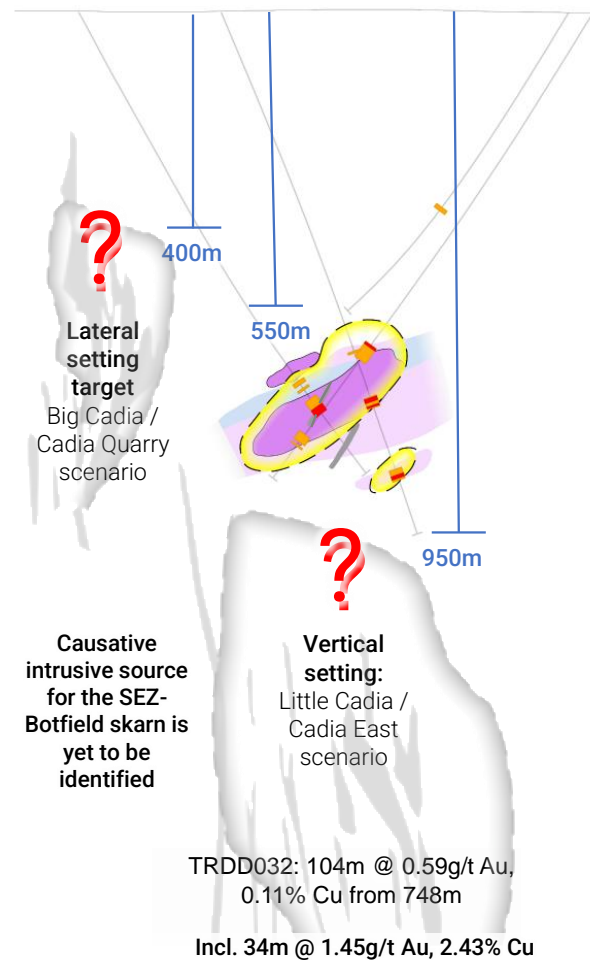 400m
550m
950m
?
Lateral
setting
target
Big Cadia /
Cadia Quarry
scenario
?
Causative
intrusive source
for the SEZ-
Botfield skarn is
yet to be
identified
Vertical
setting:
Little Cadia /
Cadia East
scenario
TRDD032: 104m @ 0.59g/t Au,
0.11% Cu from 748m
Incl. 34m @ 1.45g/t Au, 2.43% Cu